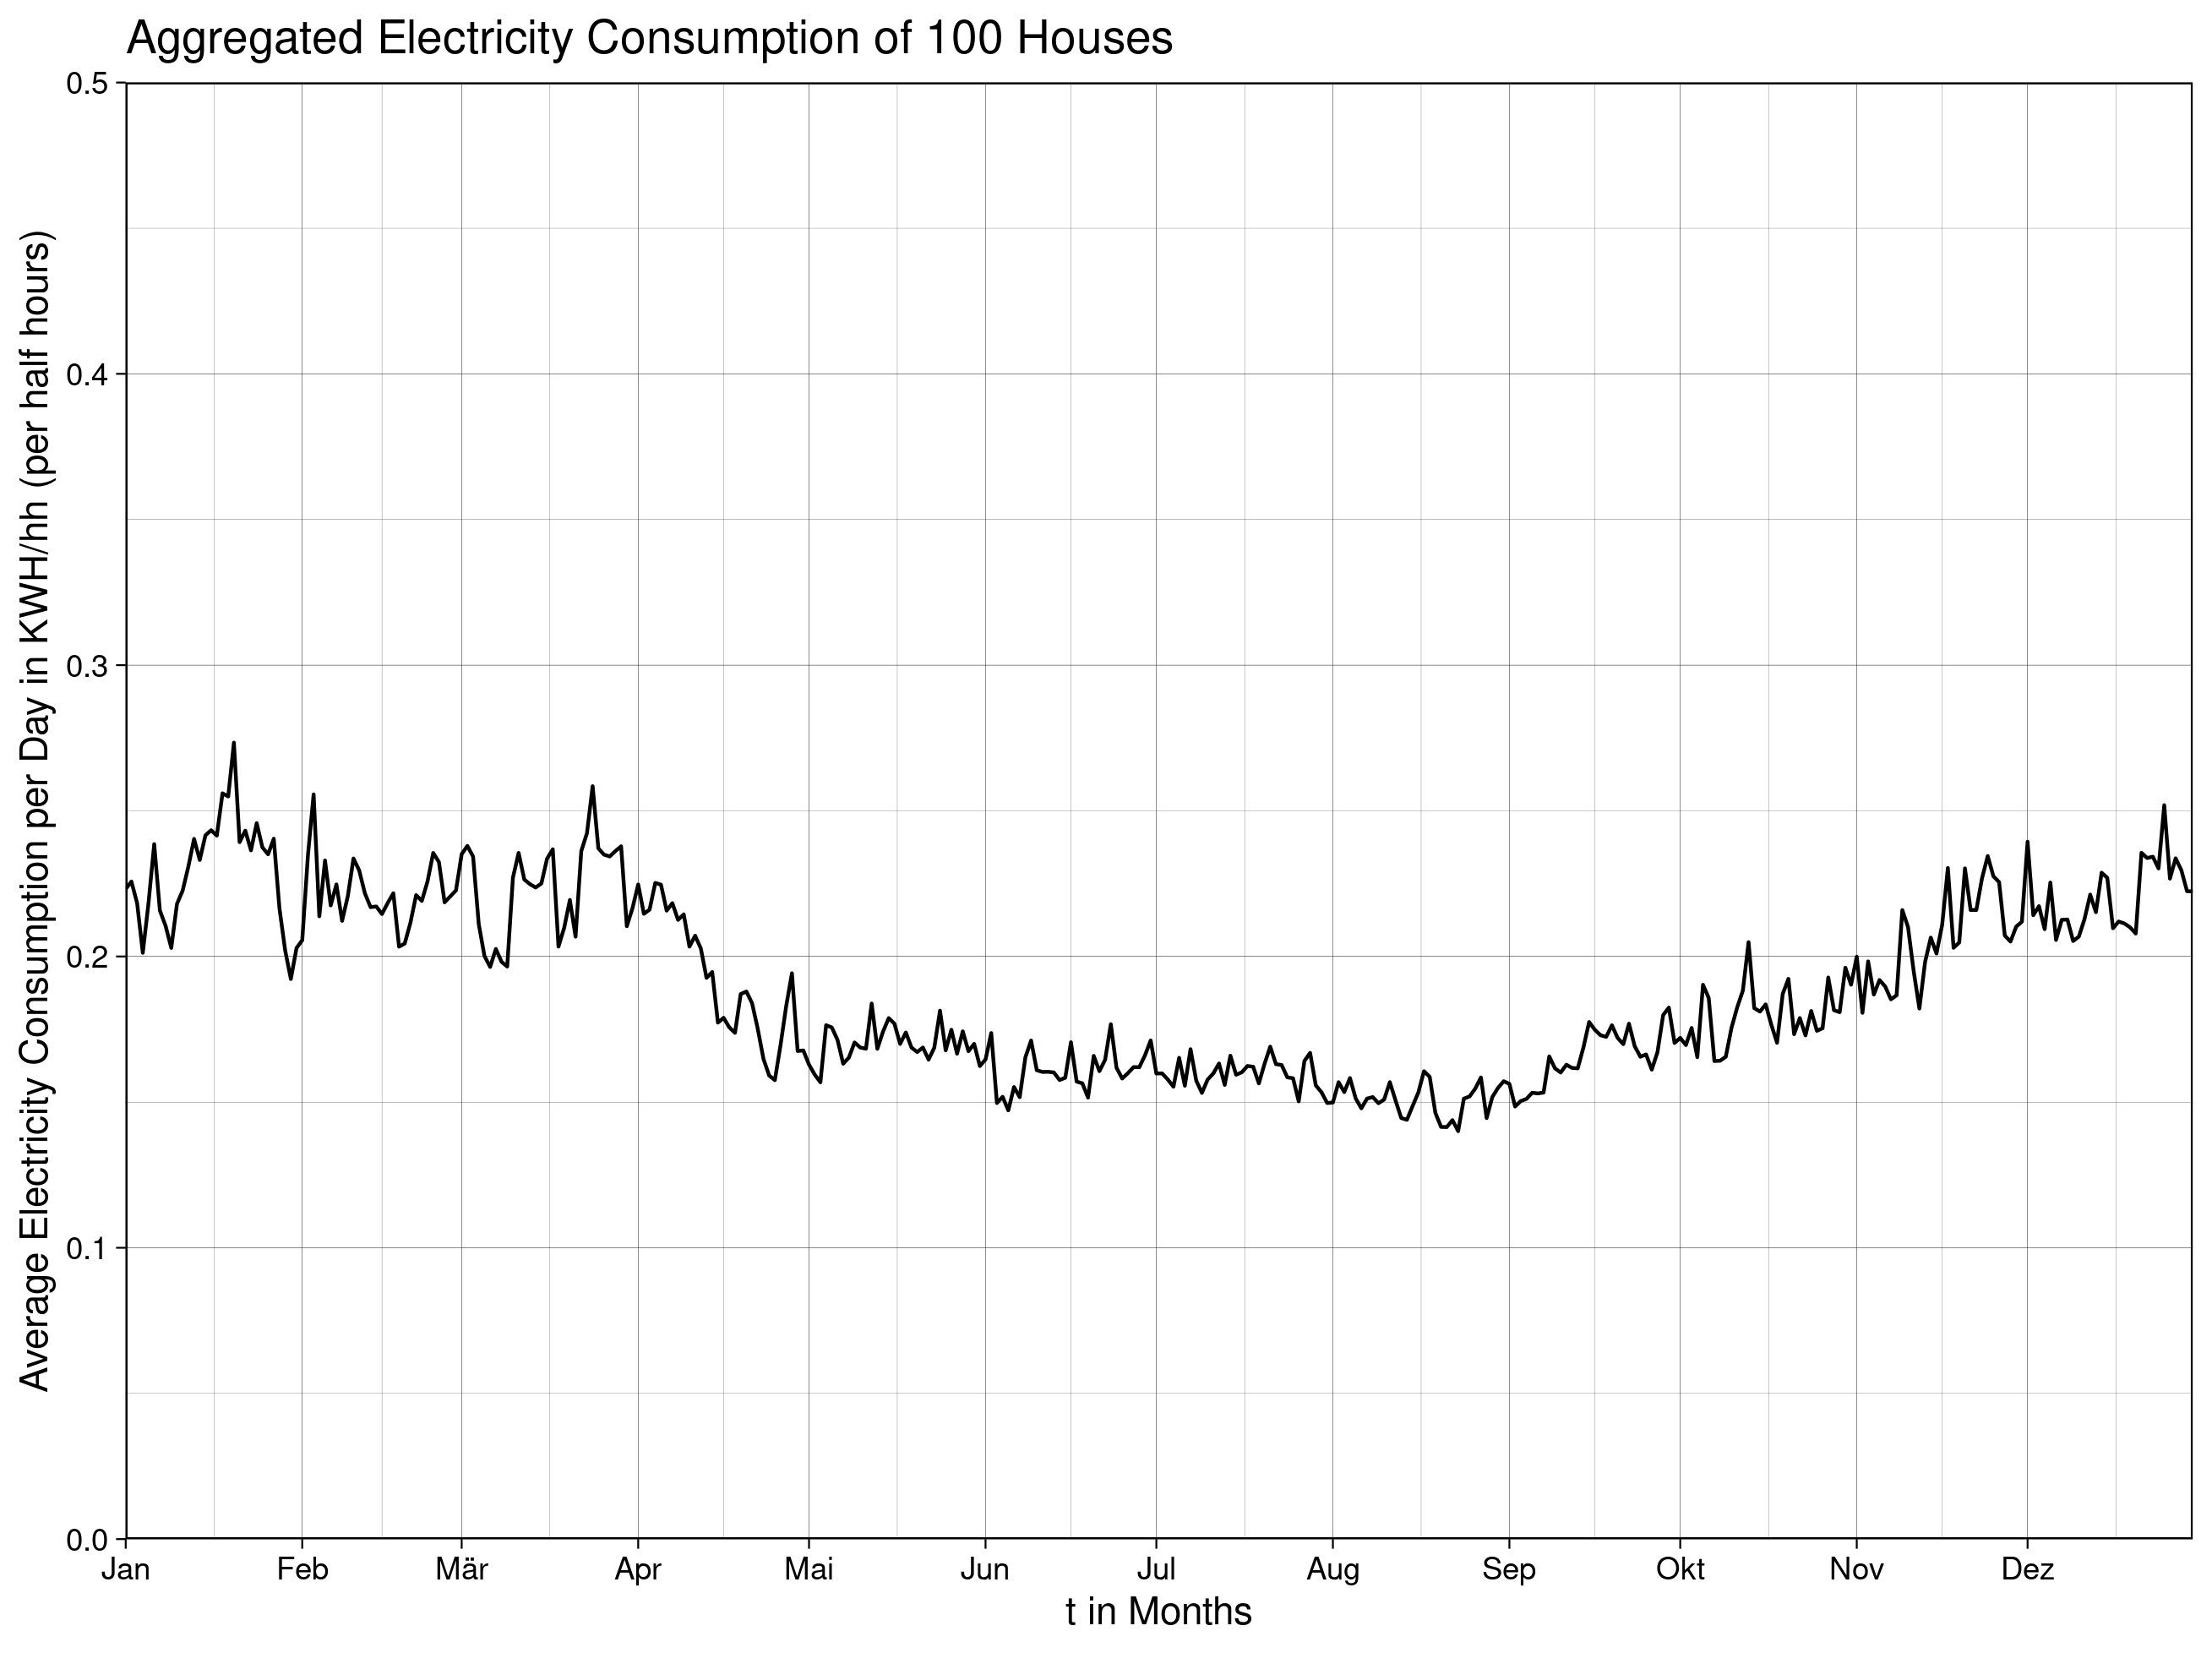 Aggregated Electricity Consumption of 100 Houses
Average Electricity Consumption per Day in KWH/hh (per half hours)
0.5
0.4
0.3
0.2
0.1
0.0
Jan Feb Mär Apr Mai Jun Jul Aug Sep Okt Nov Dez
t in Months